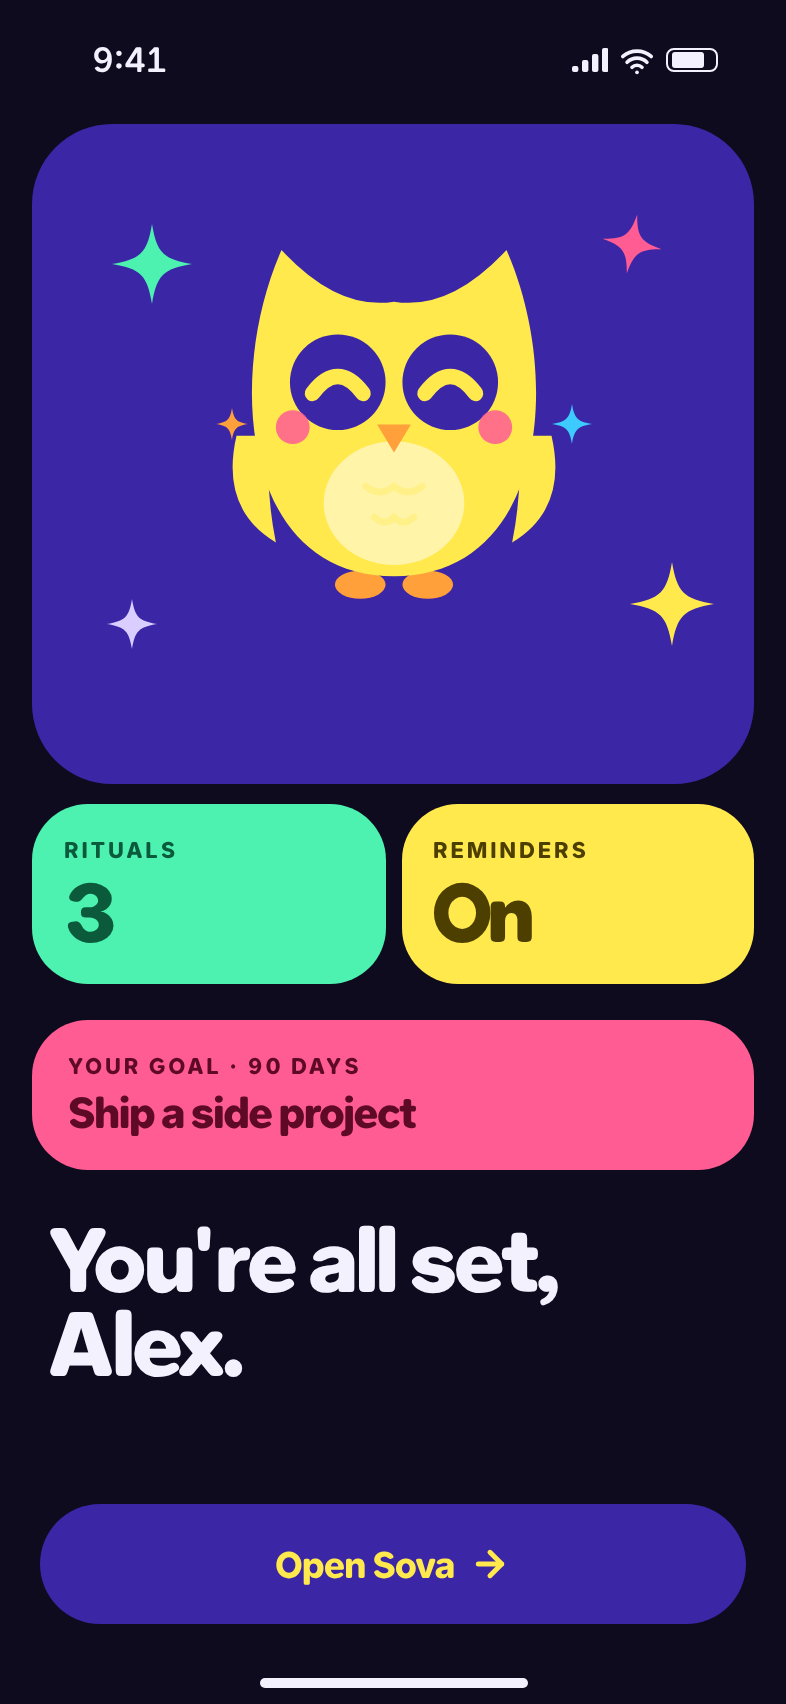 9:41
RITUALS
3
REMINDERS
On
YOUR GOAL · 90 DAYS
Ship a side project
You're all set,
Alex.
Open Sova →